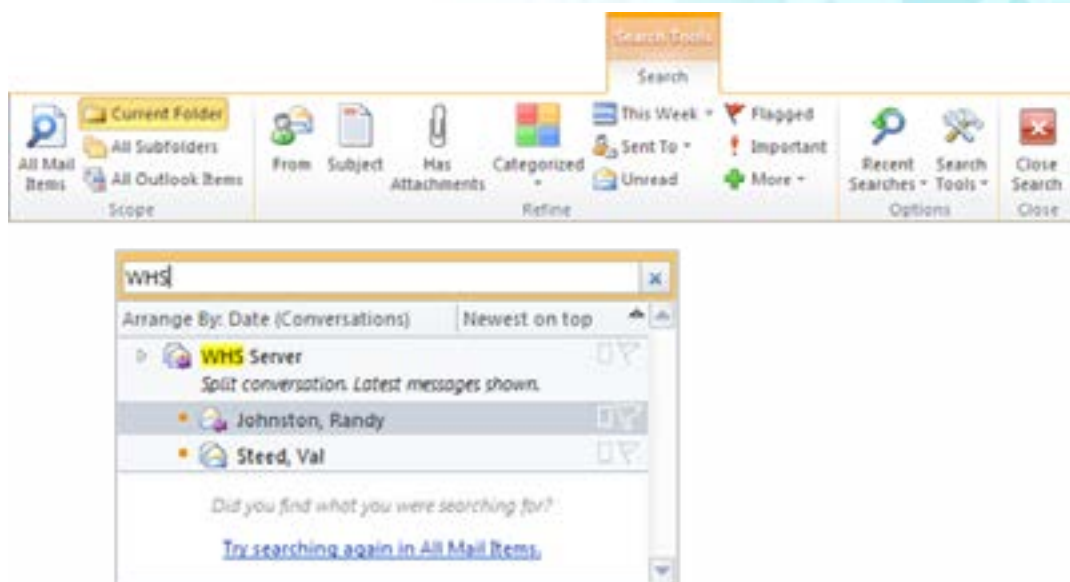 Search Tools
Search
All Mail Items
Current Folder
All Subfolders
All Outlook Items
Scope
From
Subject
Has Attachments
Categorized
This Week
Sent To
Unread
Flagged
Important
More
Refine
Recent Searches
Search Tools
Options
Close Search
Close
WHS
Arrange By: Date (Conversations) Newest on top
WHS Server
Split conversation. Latest messages shown.
Johnston, Randy
Steed, Val
Did you find what you were searching for?
Try searching again in All Mail Items.